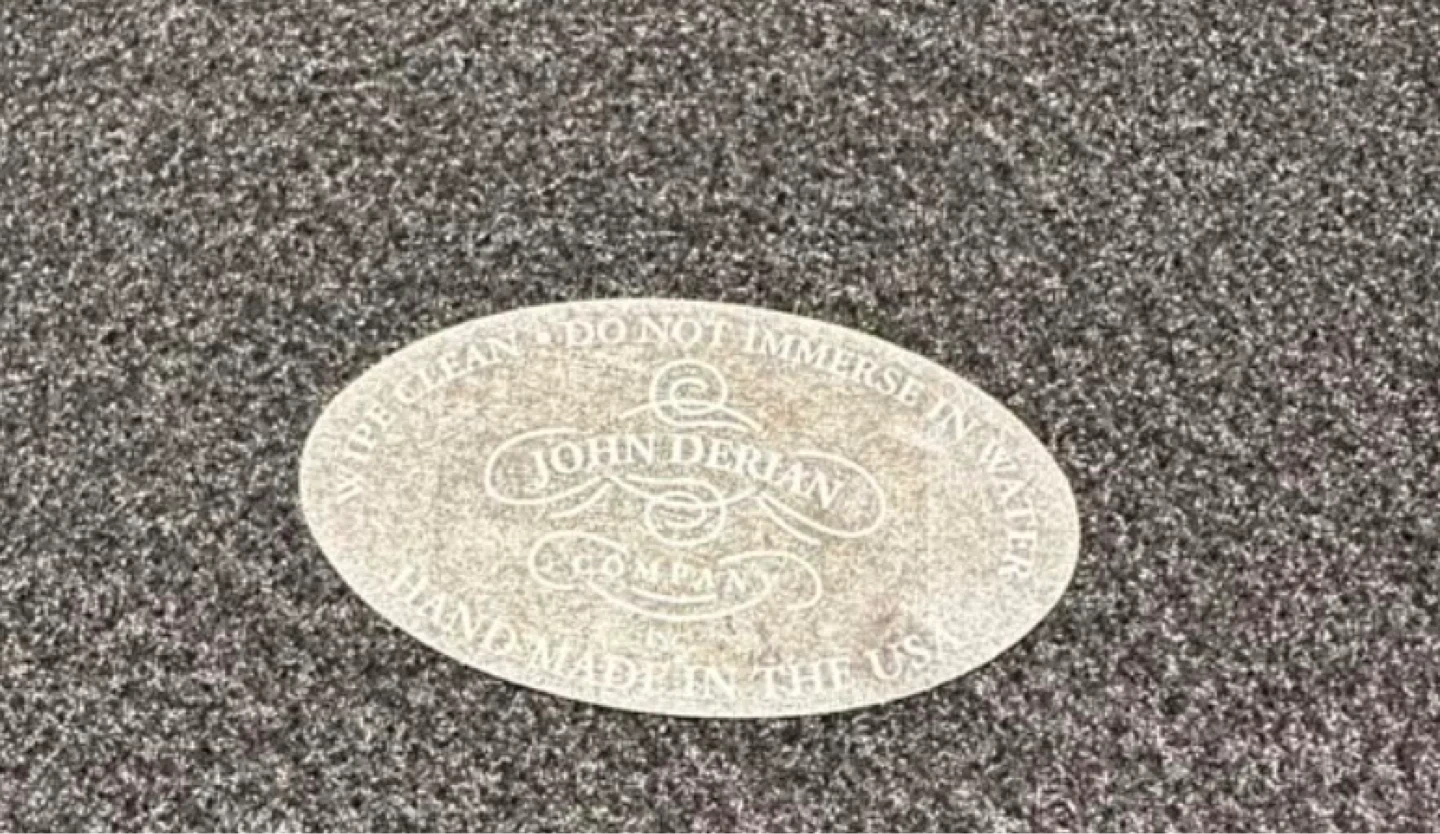 WIPE CLEAN • DO NOT IMMERSE IN WATER
JOHN DERIAN
COMPANY
HAND-MADE IN THE USA